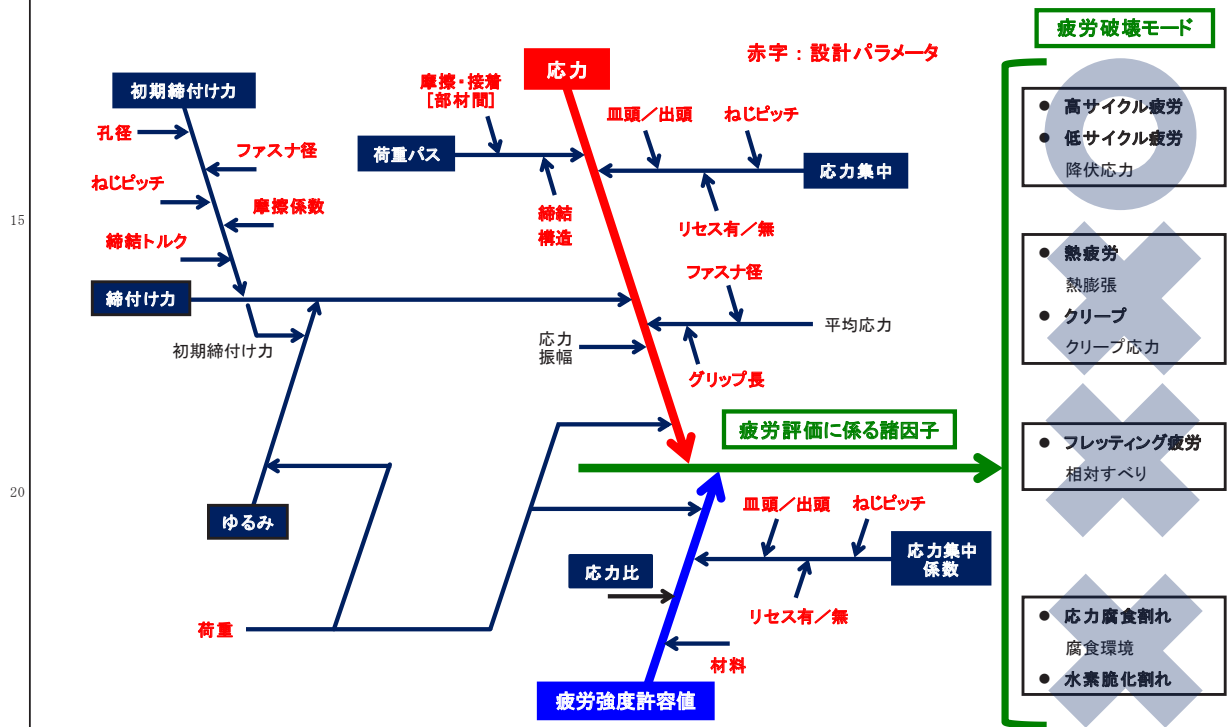 疲労破壊モード
赤字：設計パラメータ
応力
初期締付け力
摩擦・接着
[部材間]
皿頭／出頭
ねじピッチ
孔径
ファスナ径
荷重パス
応力集中
ねじピッチ
摩擦係数
締結
構造
リセス有／無
締結トルク
15
ファスナ径
締付け力
初期締付け力
応力
振幅
平均応力
グリップ長
● 高サイクル疲労
● 低サイクル疲労
降伏応力
● 熱疲労
熱膨張
● クリープ
クリープ応力
疲労評価に係る諸因子
● フレッティング疲労
相対すべり
20
ゆるみ
皿頭／出頭
ねじピッチ
応力集中
係数
応力比
リセス有／無
荷重
材料
疲労強度許容値
● 応力腐食割れ
腐食環境
● 水素脆化割れ